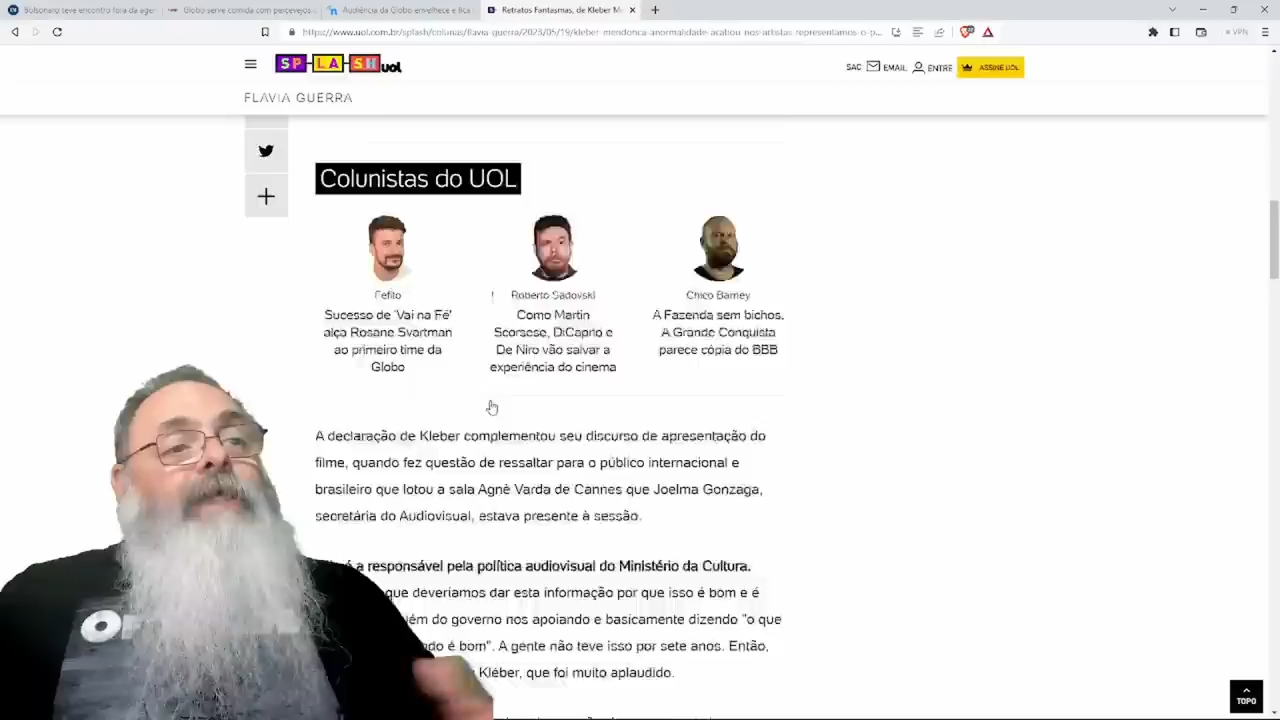 Bolsonaro teve encontro fora da agen
Globo serve comida com percevejos
Audiência da Globo envelhece e fica
Retratos Fantasmas, de Kleber Me
https://www.uol.com.br/splash/colunas/flavia-guerra/2023/05/19/kleber-mendonca-anormalidade-acabou-nos-artistas-representamos-o-p...
VPN
SPLASH uol
SAC EMAIL ENTRE ASSINE UOL
FLAVIA GUERRA
Colunistas do UOL
Fefito
Sucesso de 'Vai na Fé'
alça Rosane Svartman
ao primeiro time da
Globo
Roberto Sadovski
Como Martin
Scorsese, DiCaprio e
De Niro vão salvar a
experiência do cinema
Chico Barney
A Fazenda sem bichos,
A Grande Conquista
parece cópia do BBB
A declaração de Kleber complementou seu discurso de apresentação do
filme, quando fez questão de ressaltar para o público internacional e
brasileiro que lotou a sala Agnè Varda de Cannes que Joelma Gonzaga,
secretária do Audiovisual, estava presente à sessão.
é a responsável pela política audiovisual do Ministério da Cultura.
que deveríamos dar esta informação por que isso é bom e é
do governo nos apoiando e basicamente dizendo "o que
é bom". A gente não teve isso por sete anos. Então,
Kléber, que foi muito aplaudido.
TOPO